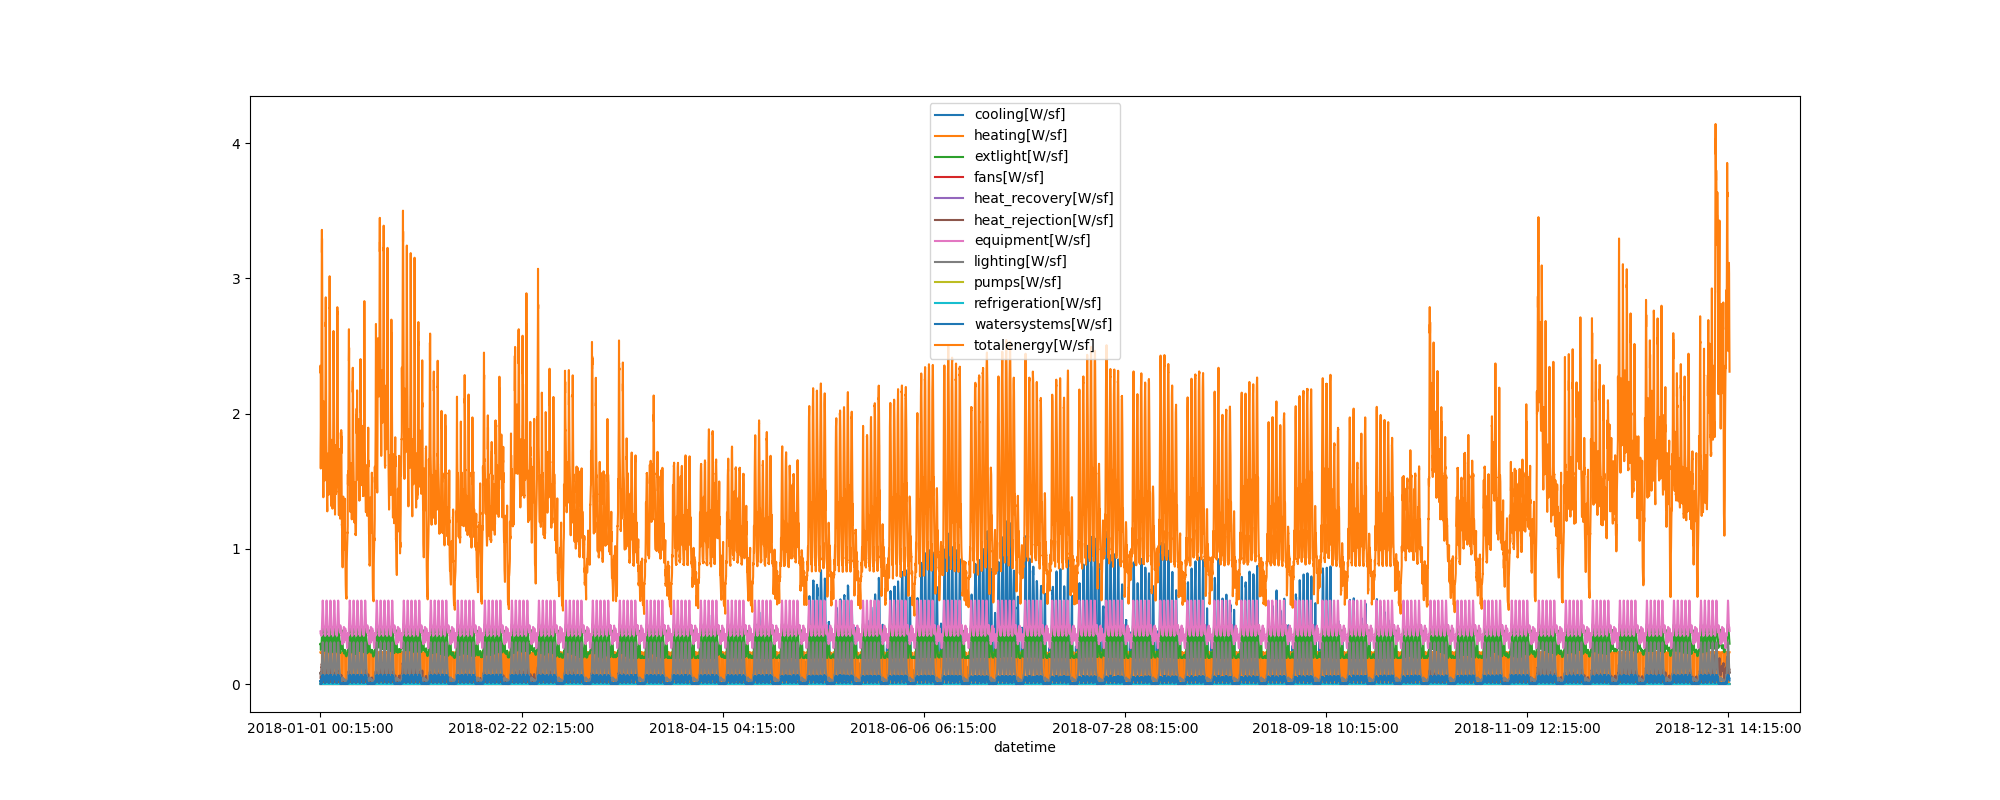 cooling[W/sf]
heating[W/sf]
extlight[W/sf]
fans[W/sf]
heat_recovery[W/sf]
heat_rejection[W/sf]
equipment[W/sf]
lighting[W/sf]
pumps[W/sf]
refrigeration[W/sf]
watersystems[W/sf]
totalenergy[W/sf]
4
3
2
1
0
2018-01-01 00:15:00 2018-02-22 02:15:00 2018-04-15 04:15:00 2018-06-06 06:15:00 2018-07-28 08:15:00 2018-09-18 10:15:00 2018-11-09 12:15:00 2018-12-31 14:15:00
datetime